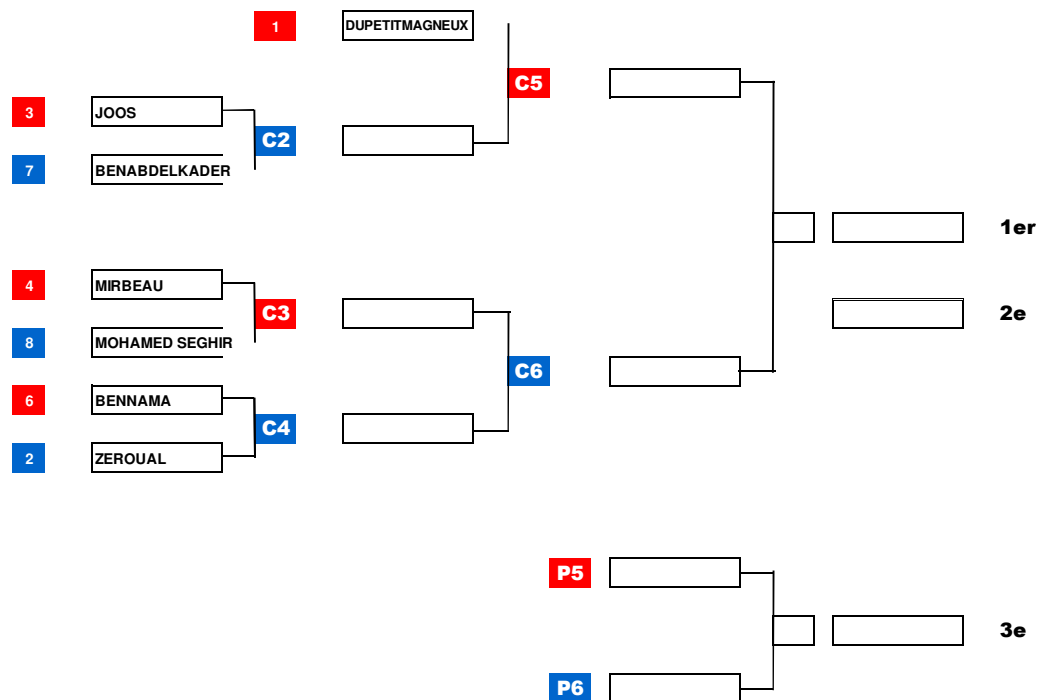 1 DUPETITMAGNEUX
C5
3 JOOS
C2
7 BENABDELKADER
1er
4 MIRBEAU
C3
2e
8 MOHAMED SEGHIR
C6
6 BENNAMA
C4
2 ZEROUAL
P5
3e
P6